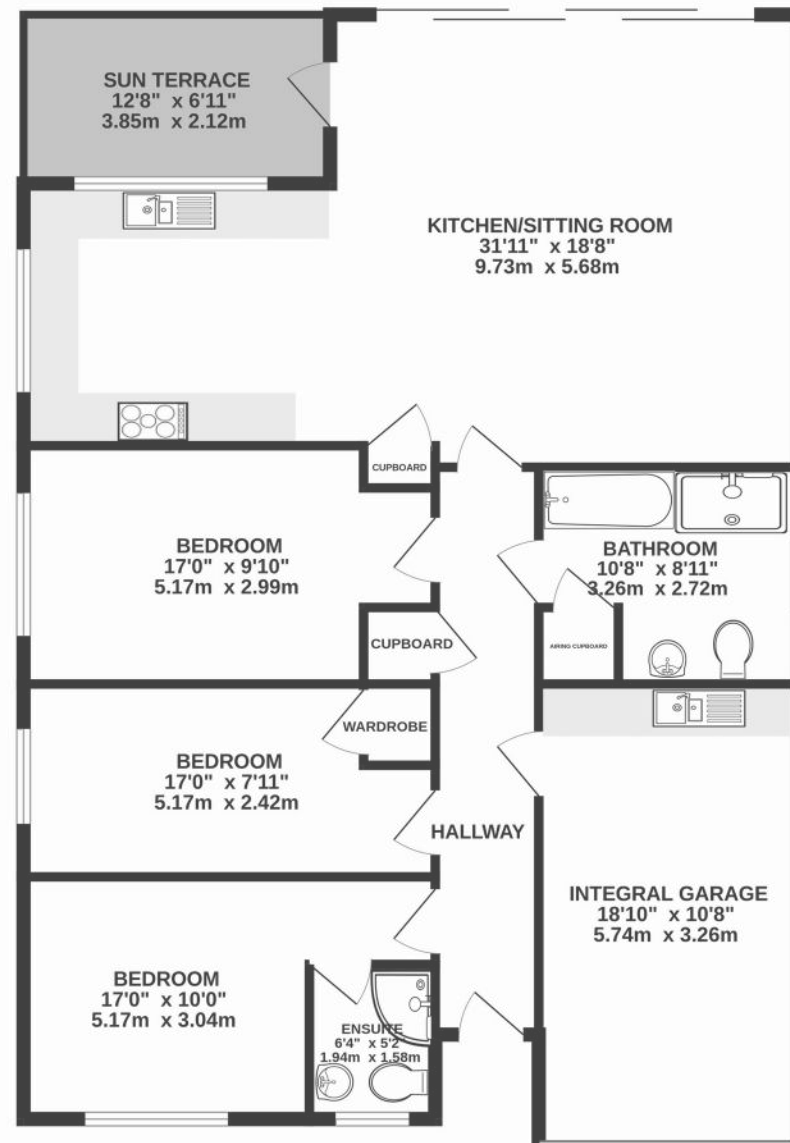 SUN TERRACE
12'8" x 6'11"
3.85m x 2.12m
KITCHEN/SITTING ROOM
31'11" x 18'8"
9.73m x 5.68m
CUPBOARD
BEDROOM
17'0" x 9'10"
5.17m x 2.99m
BATHROOM
10'8" x 8'11"
3.26m x 2.72m
CUPBOARD
AIRING CUPBOARD
WARDROBE
BEDROOM
17'0" x 7'11"
5.17m x 2.42m
HALLWAY
INTEGRAL GARAGE
18'10" x 10'8"
5.74m x 3.26m
BEDROOM
17'0" x 10'0"
5.17m x 3.04m
ENSUITE
6'4" x 5'2"
1.94m x 1.58m